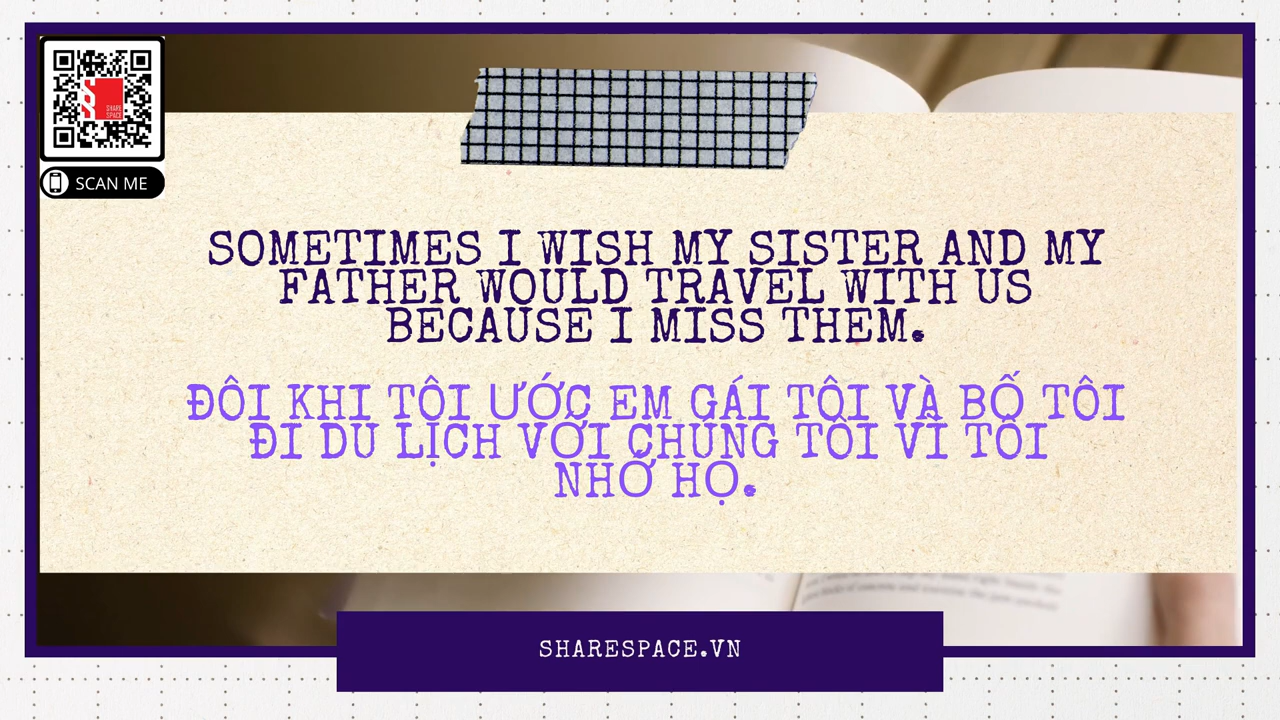 SHARE
SPACE
SCAN ME
SOMETIMES I WISH MY SISTER AND MY
FATHER WOULD TRAVEL WITH US
BECAUSE I MISS THEM.
ĐÔI KHI TÔI ƯỚC EM GÁI TÔI VÀ BỐ TÔI
ĐI DU LỊCH VỚI CHÚNG TÔI VÌ TÔI
NHỚ HỌ.
SHARESPACE.VN